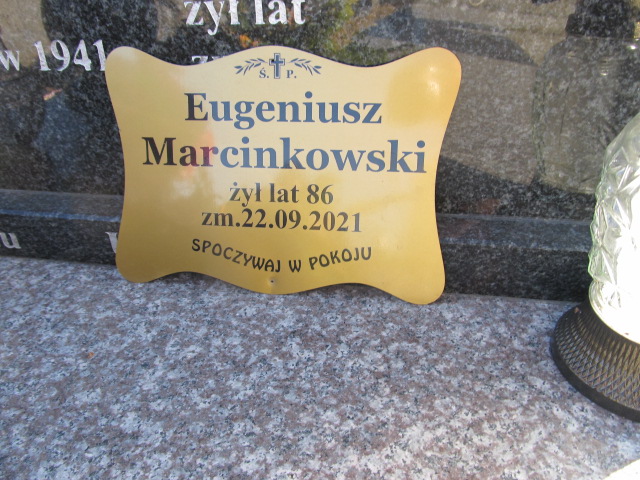 żył lat
w 1941
Ś. P.
Eugeniusz
Marcinkowski
żył lat 86
zm.22.09.2021
SPOCZYWAJ W POKOJU